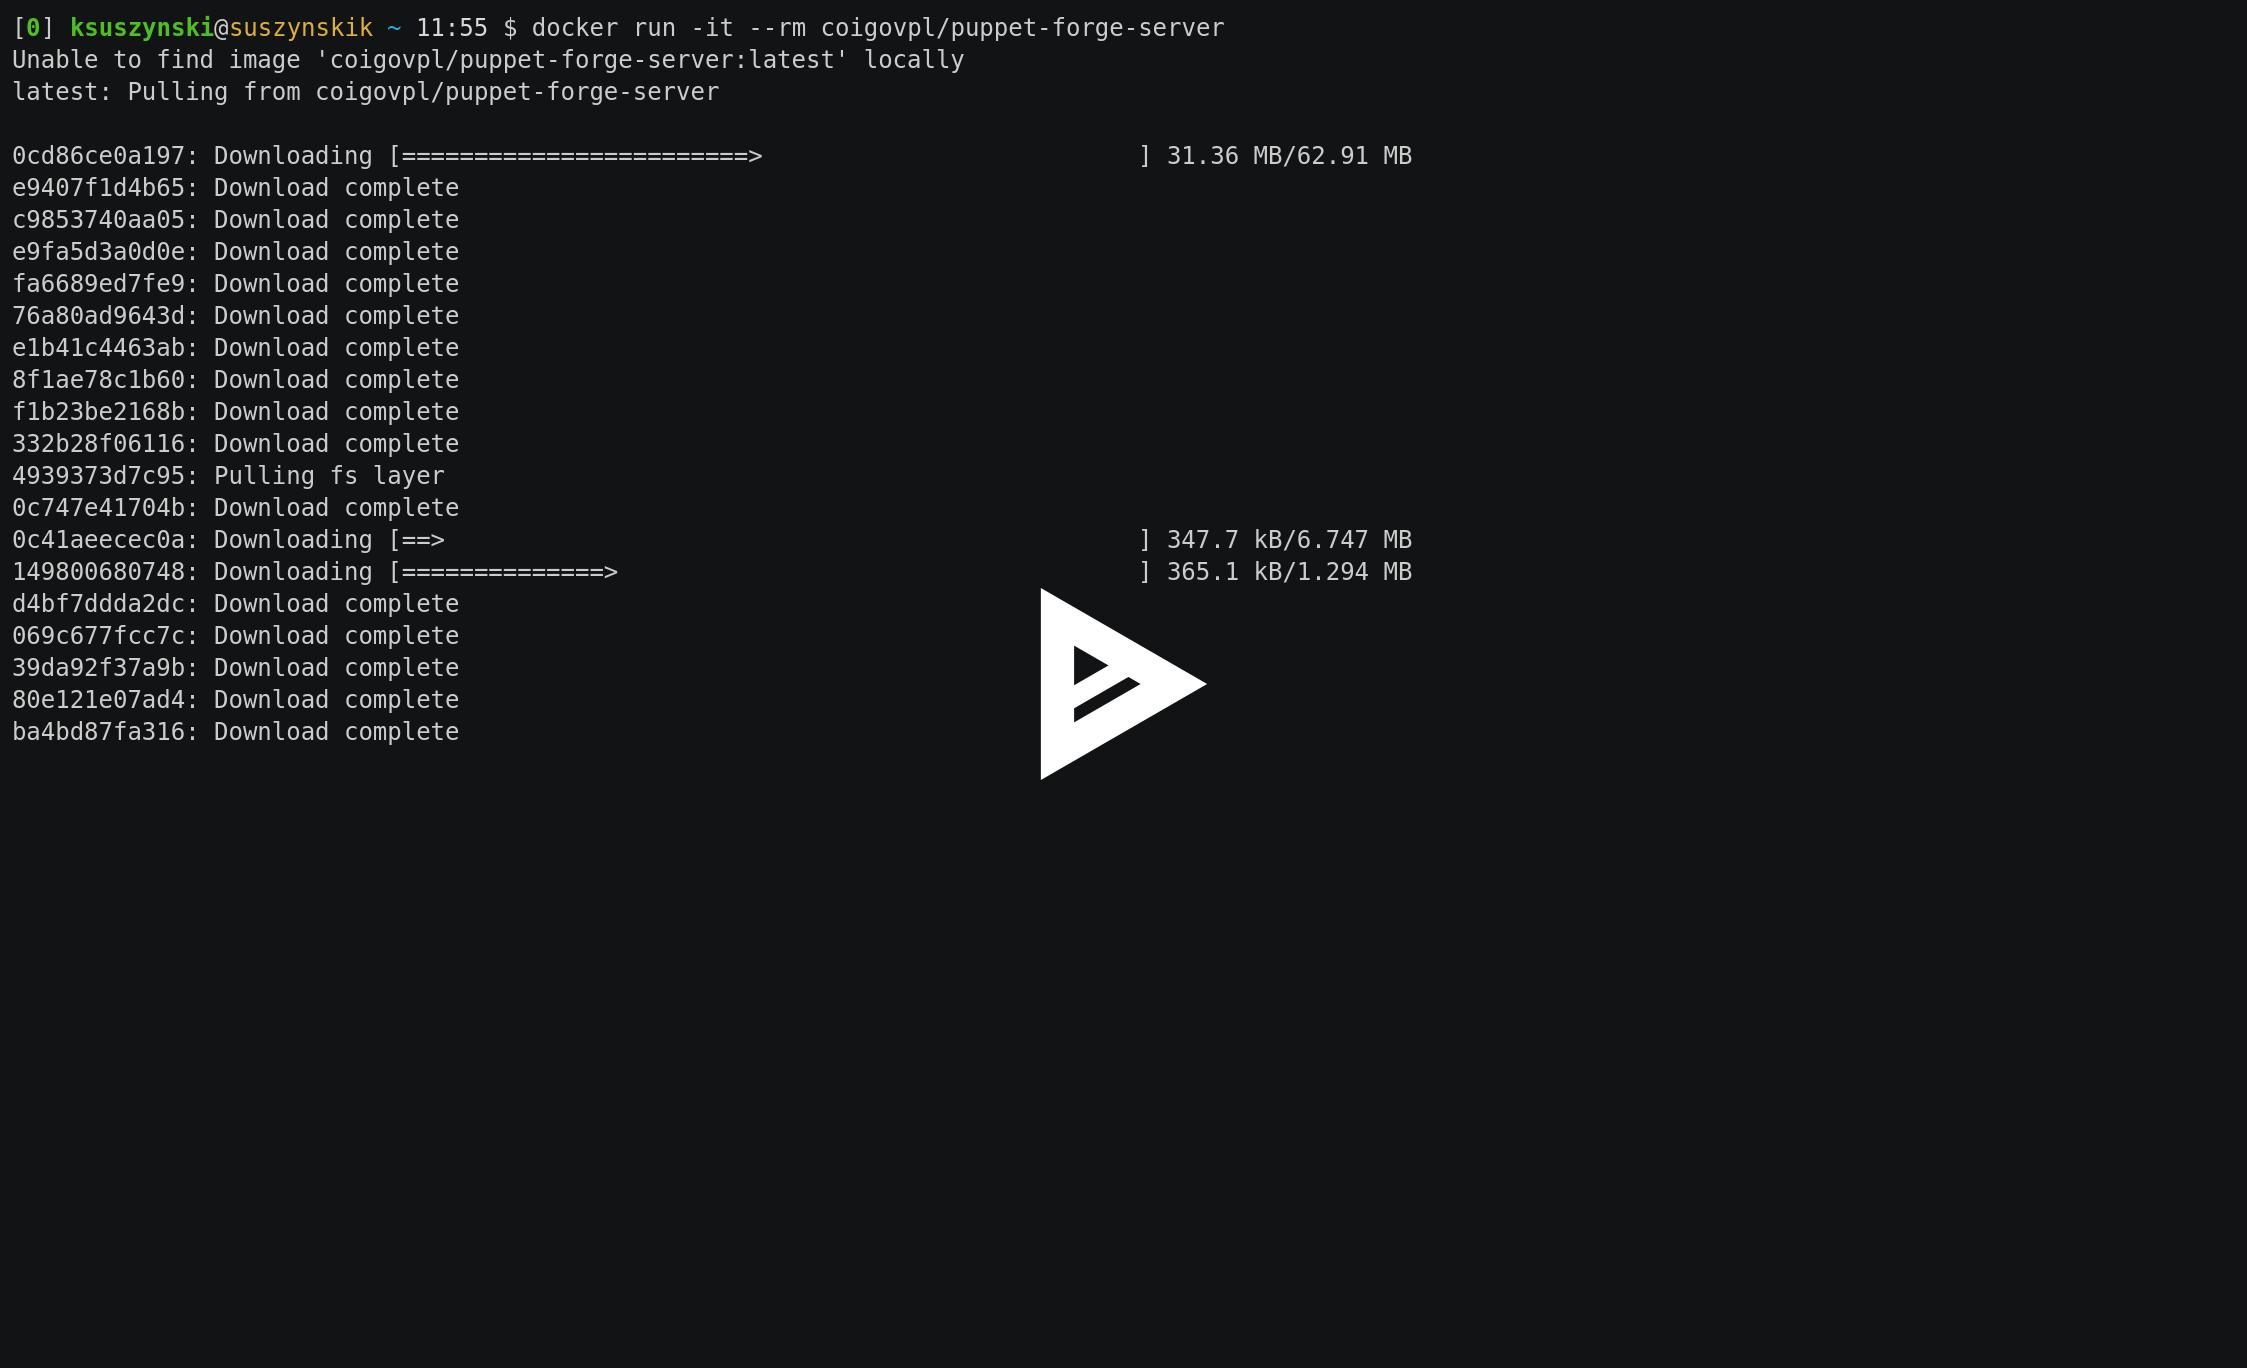 [0] ksuszynski@suszynskik ~ 11:55 $ docker run -it --rm coigovpl/puppet-forge-server
Unable to find image 'coigovpl/puppet-forge-server:latest' locally
latest: Pulling from coigovpl/puppet-forge-server
0cd86ce0a197: Downloading [========================>                          ] 31.36 MB/62.91 MB
e9407f1d4b65: Download complete
c9853740aa05: Download complete
e9fa5d3a0d0e: Download complete
fa6689ed7fe9: Download complete
76a80ad9643d: Download complete
e1b41c4463ab: Download complete
8f1ae78c1b60: Download complete
f1b23be2168b: Download complete
332b28f06116: Download complete
4939373d7c95: Pulling fs layer
0c747e41704b: Download complete
0c41aeecec0a: Downloading [==>                                                ] 347.7 kB/6.747 MB
149800680748: Downloading [==============>                                    ] 365.1 kB/1.294 MB
d4bf7ddda2dc: Download complete
069c677fcc7c: Download complete
39da92f37a9b: Download complete
80e121e07ad4: Download complete
ba4bd87fa316: Download complete